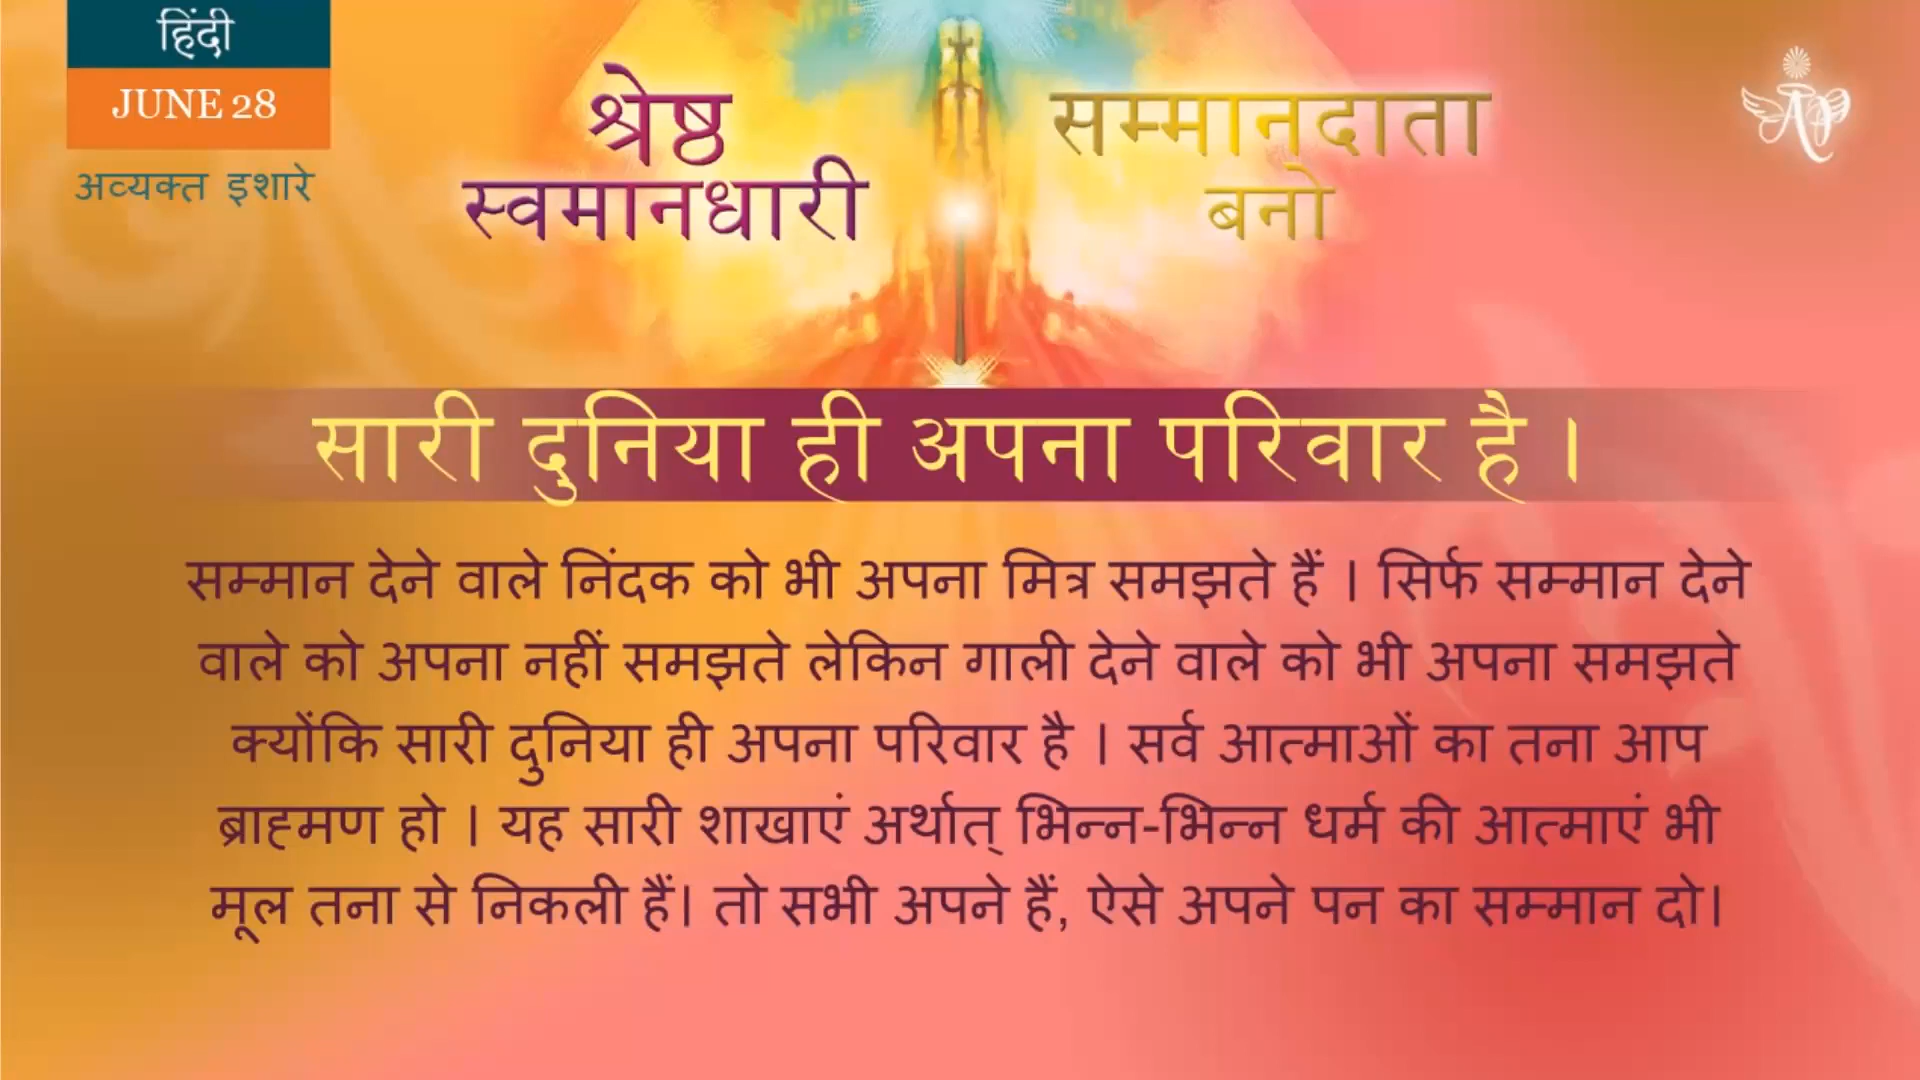 हिंदी
JUNE 28
अव्यक्त इशारे
श्रेष्ठ
स्वमानधारी
सम्मानदाता
बनो
सारी दुनिया ही अपना परिवार है ।
सम्मान देने वाले निंदक को भी अपना मित्र समझते हैं । सिर्फ सम्मान देने
वाले को अपना नहीं समझते लेकिन गाली देने वाले को भी अपना समझते
क्योंकि सारी दुनिया ही अपना परिवार है । सर्व आत्माओं का तना आप
ब्राह्मण हो । यह सारी शाखाएं अर्थात् भिन्न-भिन्न धर्म की आत्माएं भी
मूल तना से निकली हैं। तो सभी अपने हैं, ऐसे अपने पन का सम्मान दो।